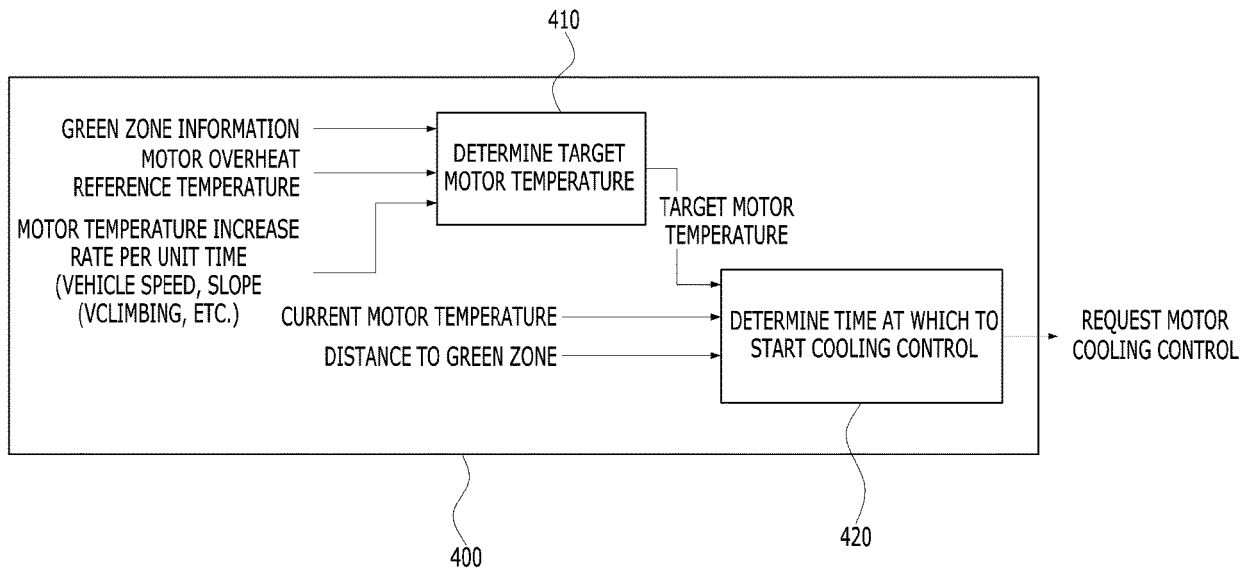 410
GREEN ZONE INFORMATION
MOTOR OVERHEAT
REFERENCE TEMPERATURE
MOTOR TEMPERATURE INCREASE
RATE PER UNIT TIME
(VEHICLE SPEED, SLOPE
(VCLIMBING, ETC.)
DETERMINE TARGET
MOTOR TEMPERATURE
TARGET MOTOR
TEMPERATURE
CURRENT MOTOR TEMPERATURE
DISTANCE TO GREEN ZONE
DETERMINE TIME AT WHICH TO
START COOLING CONTROL
REQUEST MOTOR
COOLING CONTROL
400
420